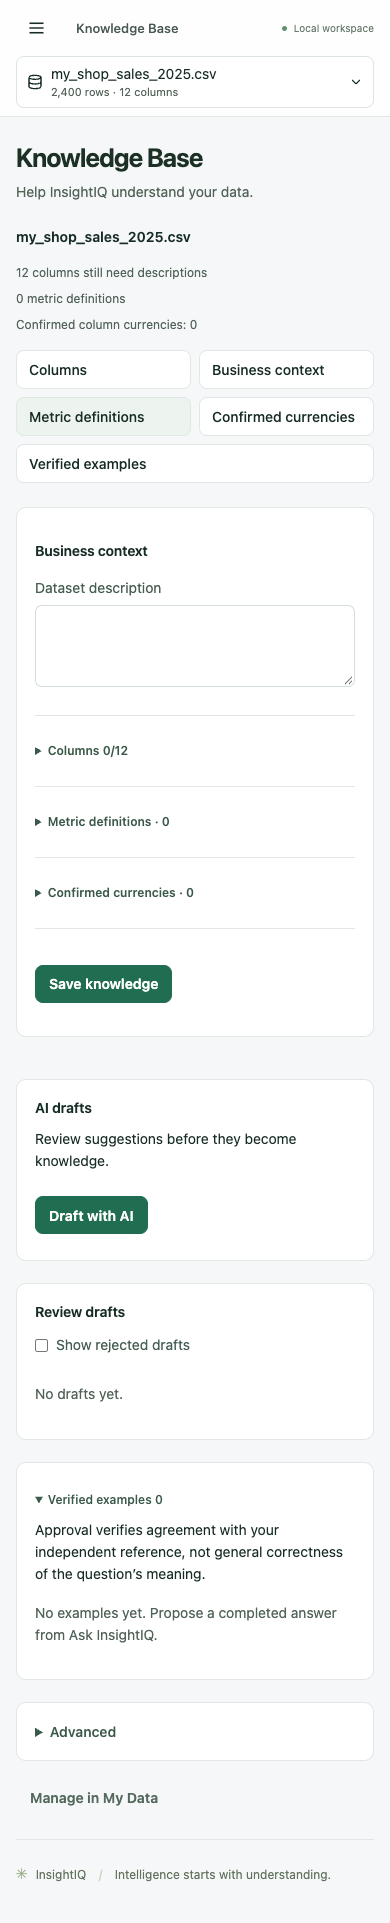 Knowledge Base
Local workspace
my_shop_sales_2025.csv
2,400 rows · 12 columns
Knowledge Base
Help InsightIQ understand your data.
my_shop_sales_2025.csv
12 columns still need descriptions
0 metric definitions
Confirmed column currencies: 0
Columns
Business context
Metric definitions
Confirmed currencies
Verified examples
Business context
Dataset description
Columns 0/12
Metric definitions · 0
Confirmed currencies · 0
Save knowledge
AI drafts
Review suggestions before they become
knowledge.
Draft with AI
Review drafts
Show rejected drafts
No drafts yet.
Verified examples 0
Approval verifies agreement with your
independent reference, not general correctness
of the question’s meaning.
No examples yet. Propose a completed answer
from Ask InsightIQ.
Advanced
Manage in My Data
InsightIQ / Intelligence starts with understanding.